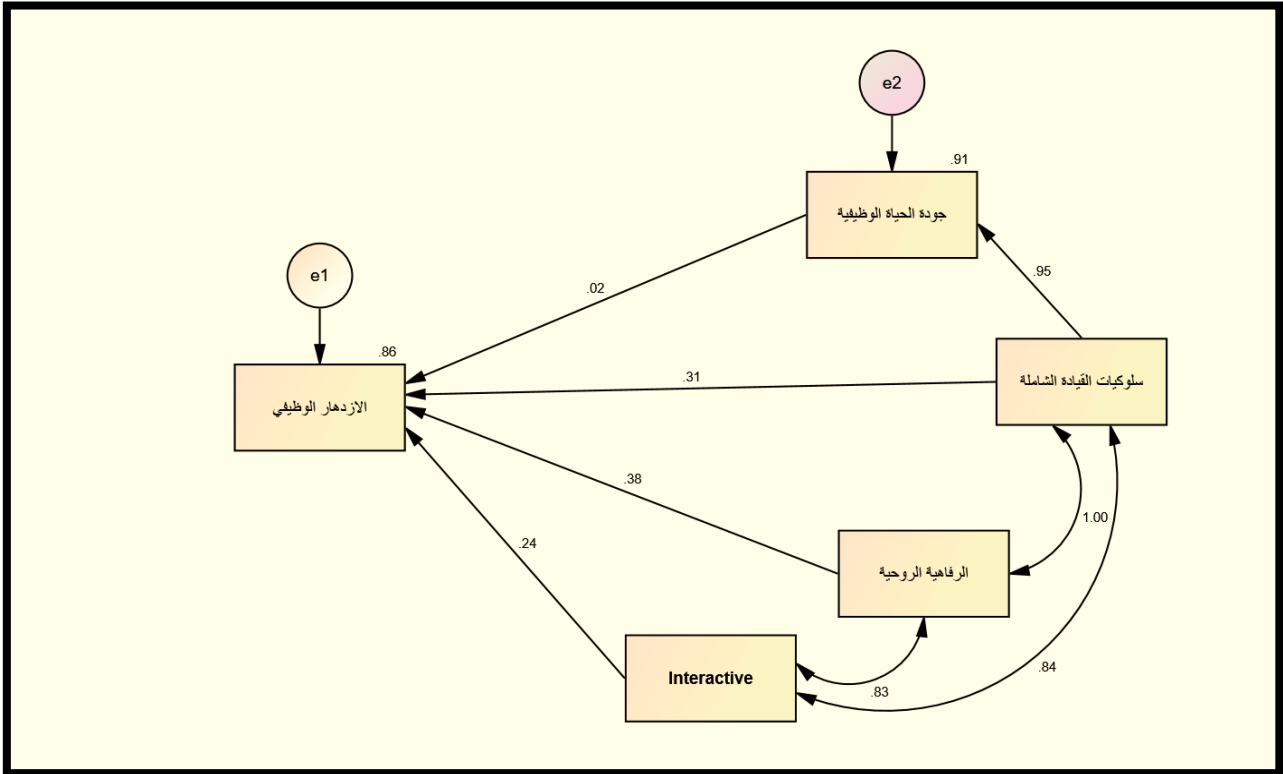 e2
.91
جودة الحياة الوظيفية
e1
.95
.02
.86
.31
سلوكيات القيادة الشاملة
الازدهار الوظيفي
.38
1.00
.24
الرفاهية الروحية
.84
Interactive
.83